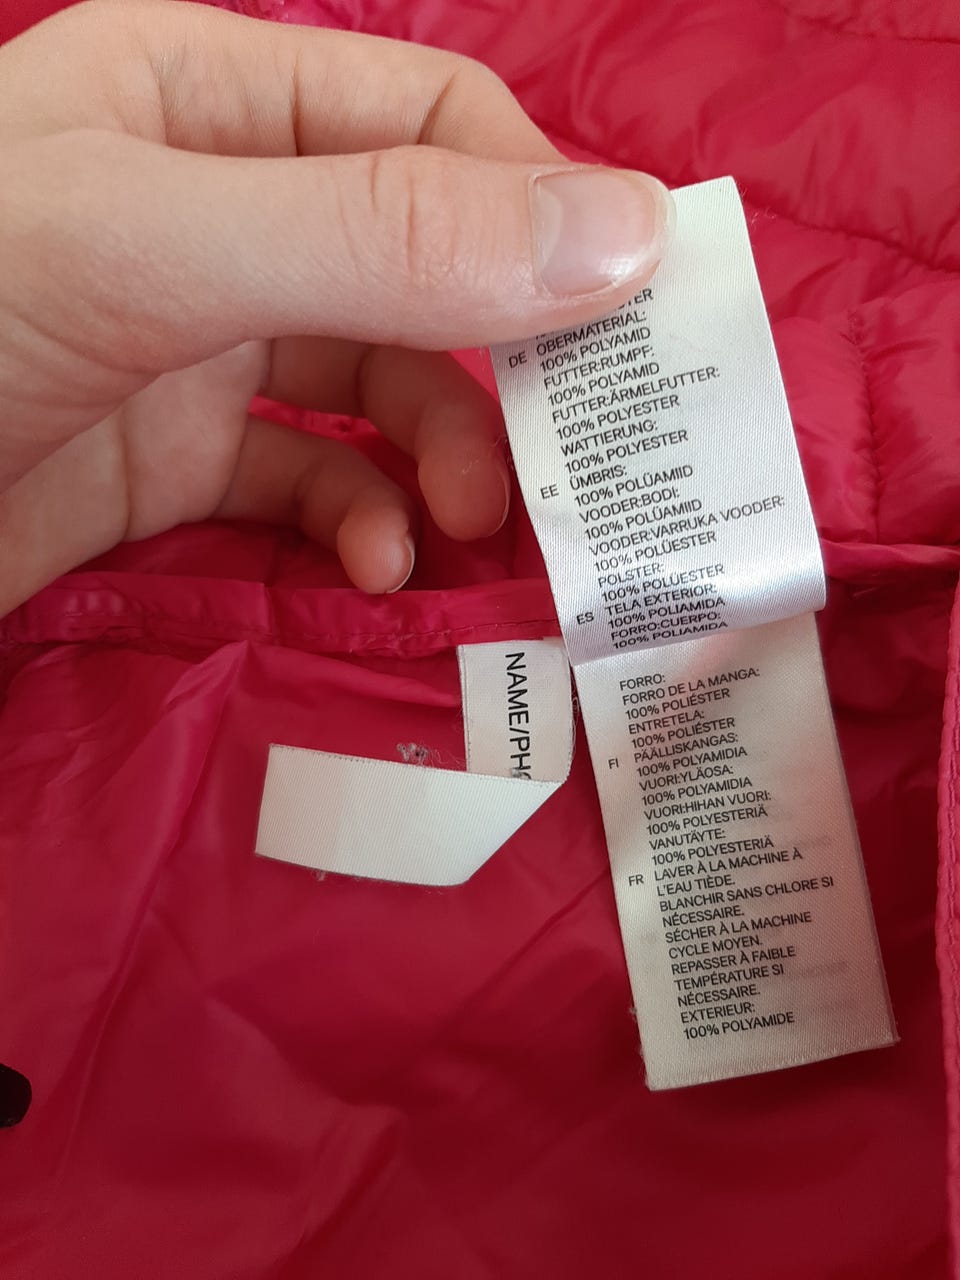 DE OBERMATERIAL:
100% POLYAMID
FUTTER:RUMPF:
100% POLYAMID
FUTTER:ÄRMELFUTTER:
100% POLYESTER
WATTIERUNG:
100% POLYESTER
EE ÜMBRIS:
100% POLÜAMIID
VOODER:BODI:
100% POLÜAMIID
VOODER:VARRUKA VOODER:
100% POLÜESTER
POLSTER:
100% POLÜESTER
ES TELA EXTERIOR:
100% POLIAMIDA
FORRO:CUERPO:
100% POLIAMIDA
FORRO:
FORRO DE LA MANGA:
100% POLIÉSTER
ENTRETELA:
100% POLIÉSTER
FI PÄÄLLISKANGAS:
100% POLYAMIDIA
VUORI:YLÄOSA:
100% POLYAMIDIA
VUORI:HIHAN VUORI:
100% POLYESTERIÄ
VANUTÄYTE:
100% POLYESTERIÄ
FR LAVER À LA MACHINE À
L'EAU TIÈDE.
BLANCHIR SANS CHLORE SI
NÉCESSAIRE.
SÉCHER À LA MACHINE
CYCLE MOYEN.
REPASSER À FAIBLE
TEMPÉRATURE SI
NÉCESSAIRE.
EXTERIEUR:
100% POLYAMIDE
NAME/PHO